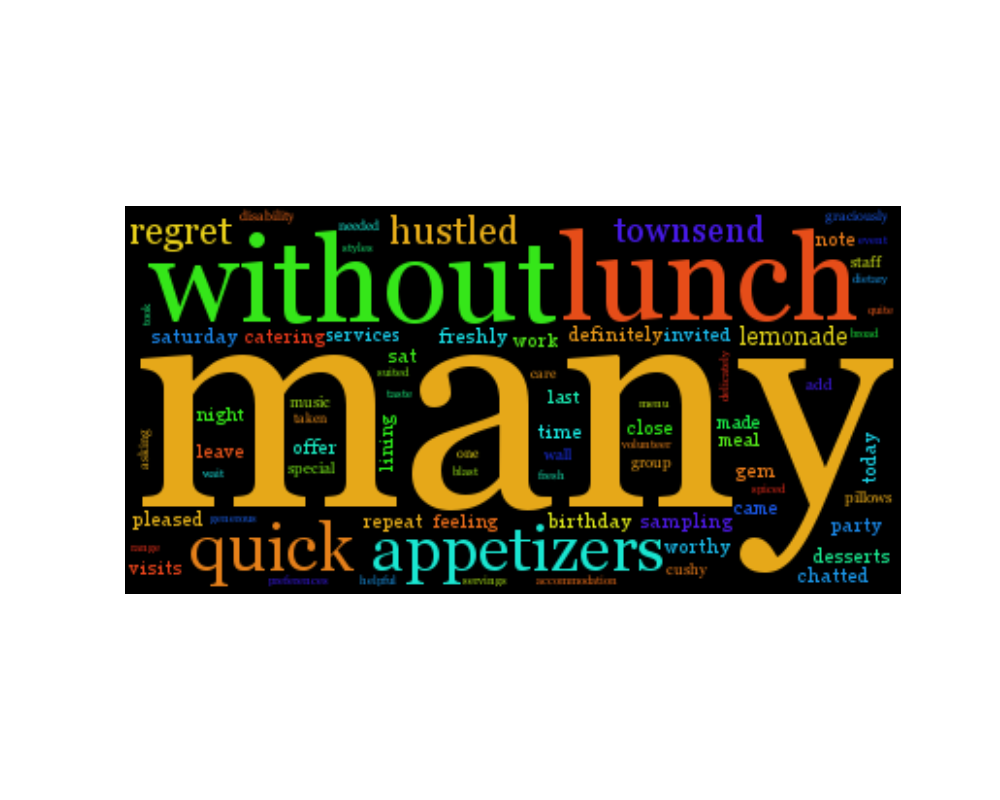 disability
graciously
regret
needed
hustled
townsend
note
event
styles
without
lunch
staff
dietary
took
quite
saturday
catering
services
freshly
work
definitely
invited
lemonade
broad
many
sat
suited
care
delicately
add
taste
last
menu
night
music
taken
made
asking
leave
offer
lining
time
close
meal
today
volunteer
wait
special
one
blast
wall
fresh
group
gem
spiced
pillows
pleased
generous
repeat
feeling
birthday
sampling
came
party
range
quick
appetizers
worthy
desserts
visits
preferences
helpful
servings
accommodation
cushy
chatted